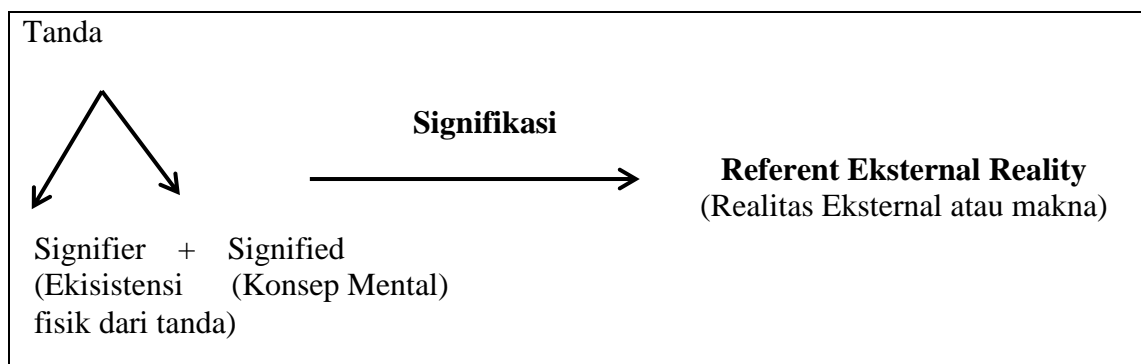 Tanda
Signifikasi
Referent Eksternal Reality
(Realitas Eksternal atau makna)
Signifier + Signified
(Ekisistensi (Konsep Mental)
fisik dari tanda)